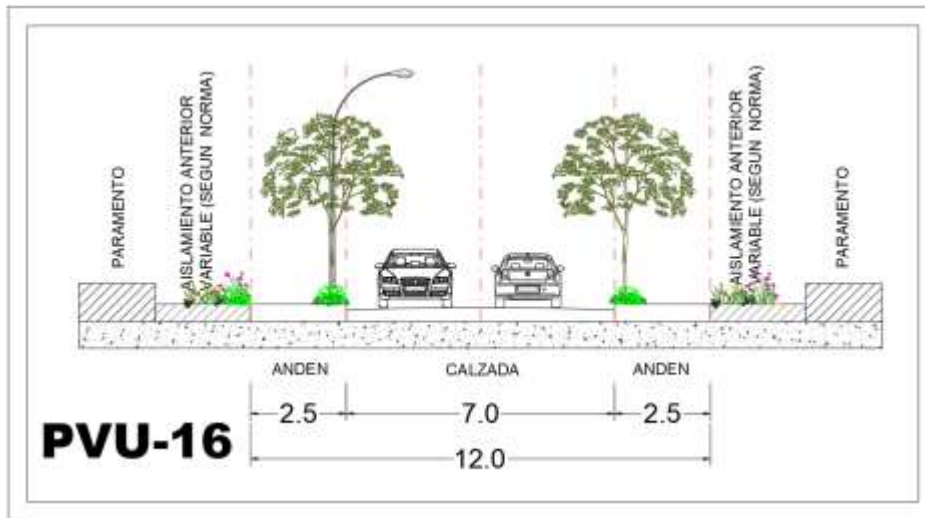 PARAMENTO
AISLAMIENTO ANTERIOR
VARIABLE (SEGUN NORMA)
AISLAMIENTO ANTERIOR
VARIABLE (SEGUN NORMA)
PARAMENTO
ANDEN
CALZADA
ANDEN
2.5
7.0
2.5
PVU-16
12.0